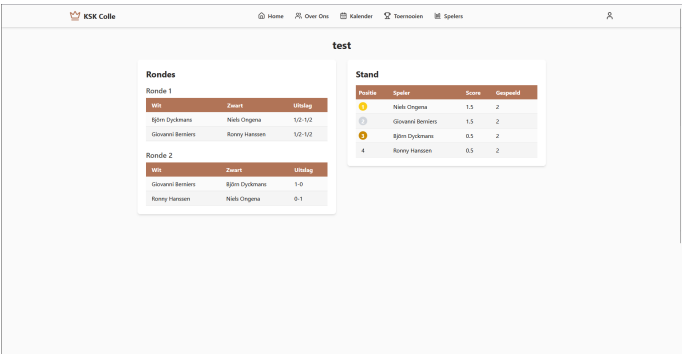 KSK Colle Home Over Ons Kalender Toernooien Spelers
test
Rondes
Ronde 1
Wit Zwart Uitslag
Björn Dyckmans Niels Ongena 1/2-1/2
Giovanni Berniers Ronny Hanssen 1/2-1/2
Ronde 2
Wit Zwart Uitslag
Giovanni Berniers Björn Dyckmans 1-0
Ronny Hanssen Niels Ongena 0-1
Stand
Positie Speler Score Gespeeld
1 Niels Ongena 1.5 2
2 Giovanni Berniers 1.5 2
3 Björn Dyckmans 0.5 2
4 Ronny Hanssen 0.5 2